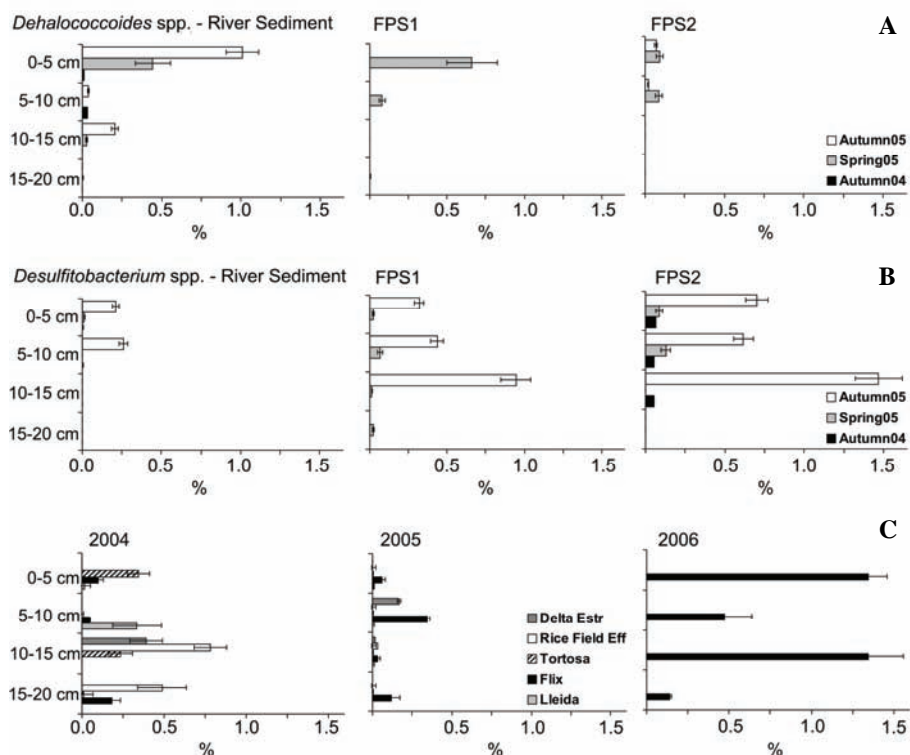 Dehalococcoides spp. - River Sediment FPS1 FPS2 A
0-5 cm
5-10 cm
10-15 cm
15-20 cm
Autumn05
Spring05
Autumn04
0.0 0.5 1.0 1.5 0.5 1.0 1.5 0.5 1.0 1.5
% % %
Desulfitobacterium spp. - River Sediment FPS1 FPS2 B
0-5 cm
5-10 cm
10-15 cm
15-20 cm
Autumn05
Spring05
Autumn04
0.0 0.5 1.0 1.5 0.5 1.0 1.5 0.5 1.0 1.5
% % %
2004 2005 2006 C
0-5 cm
5-10 cm
10-15 cm
15-20 cm
Delta Estr
Rice Field Eff
Tortosa
Flix
Lleida
0.0 0.5 1.0 1.5 0.5 1.0 1.5 0.5 1.0 1.5
% % %